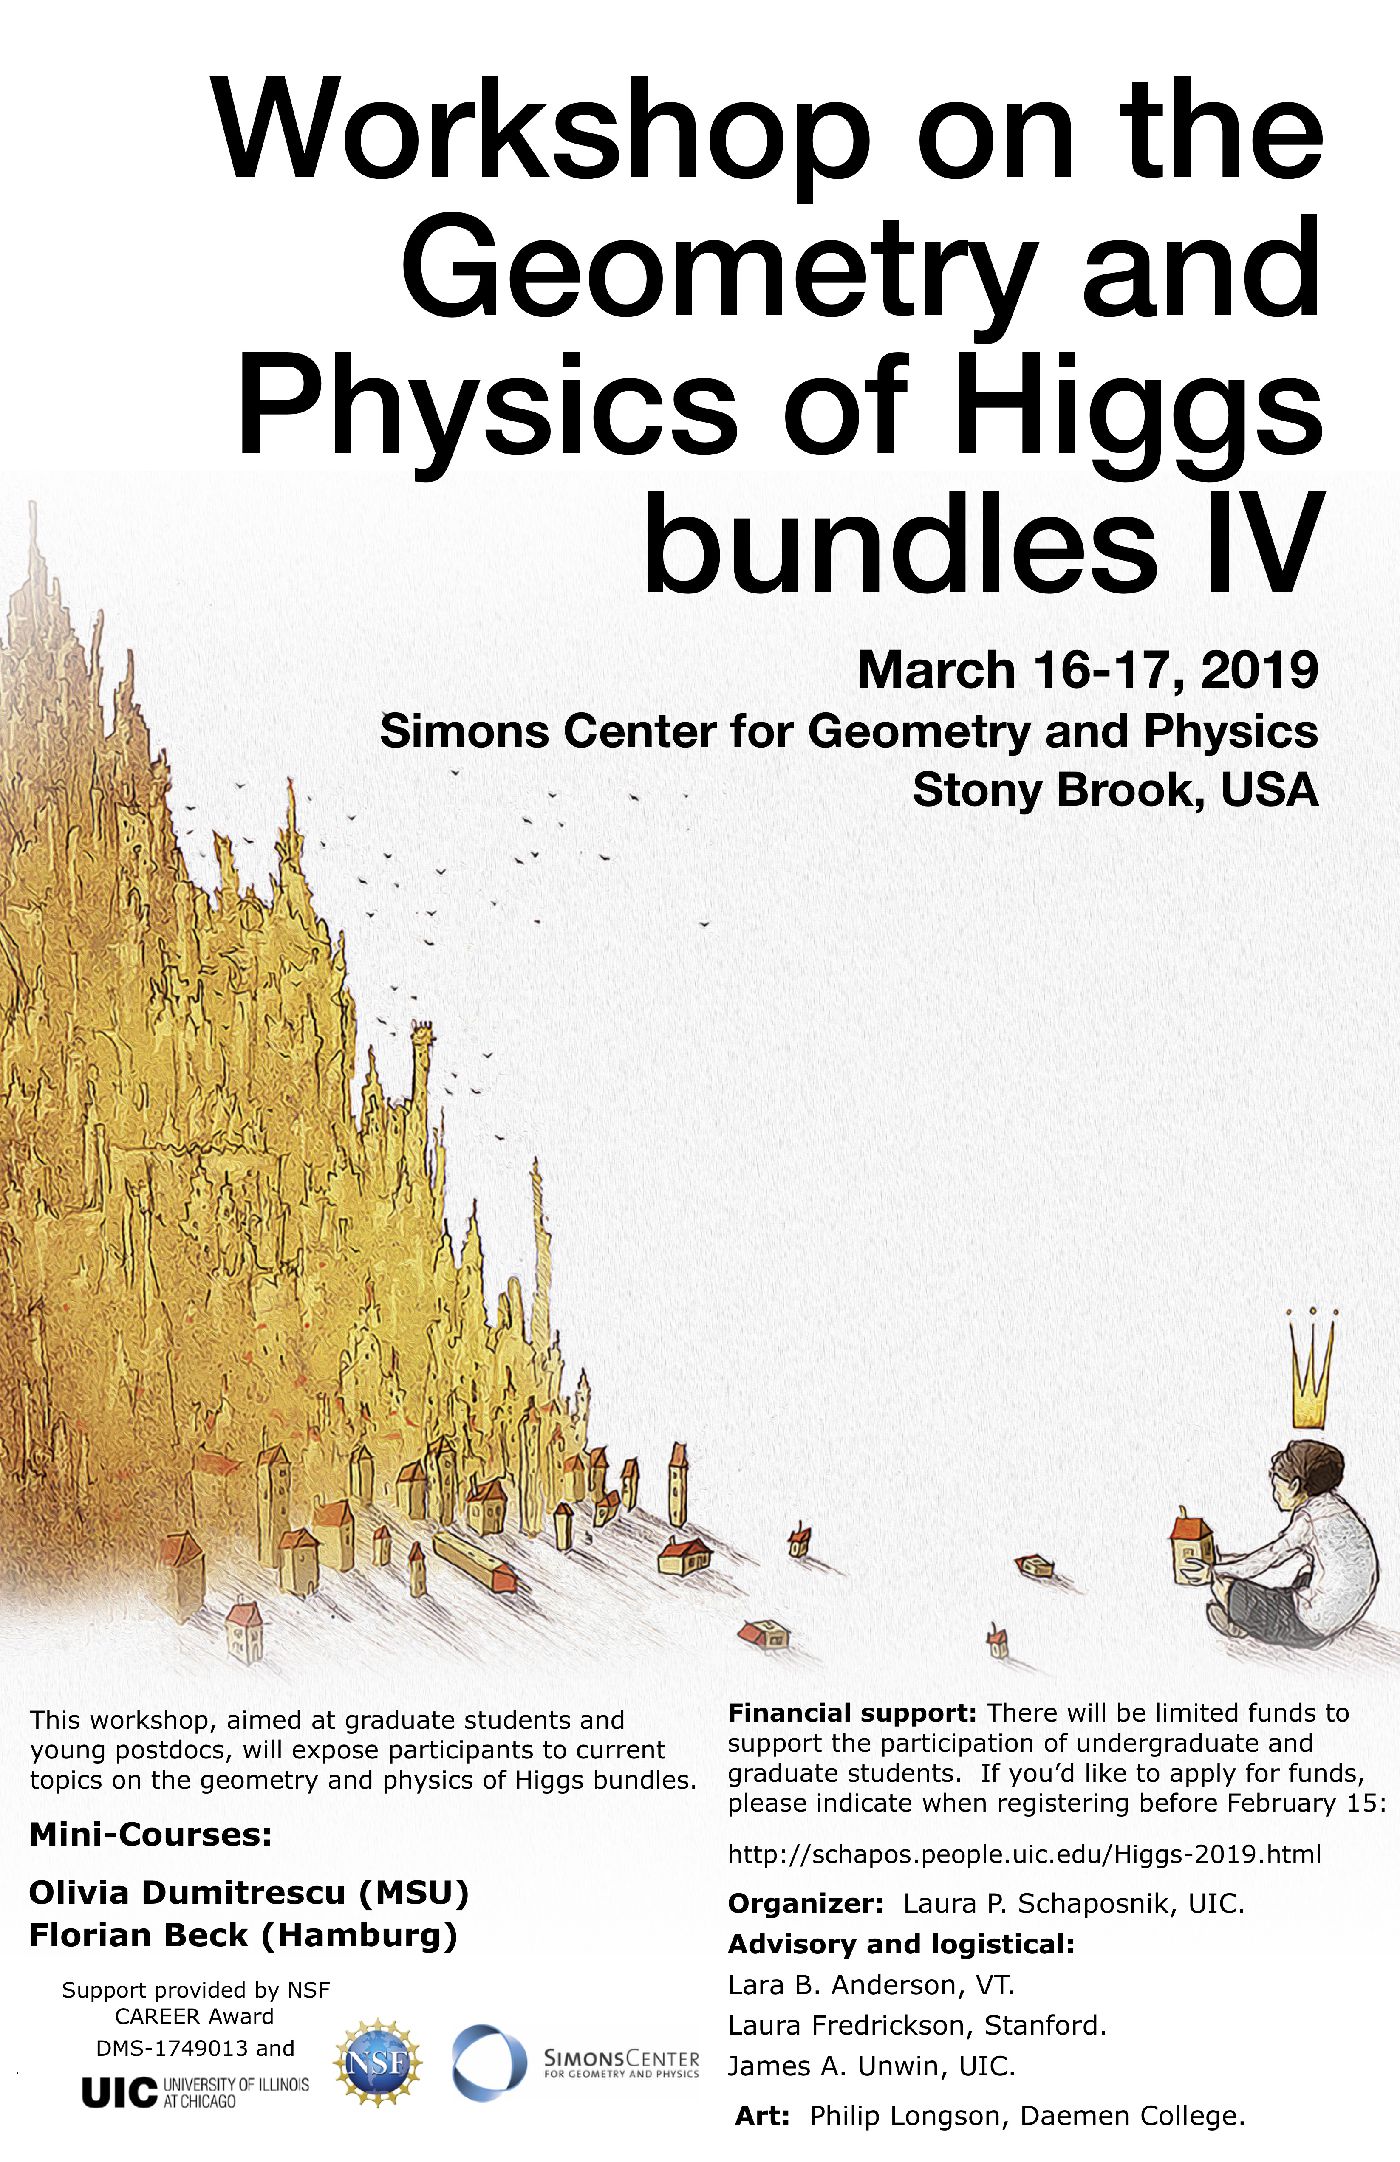 Workshop on the
Geometry and
Physics of Higgs
bundles IV
March 16-17, 2019
Simons Center for Geometry and Physics
Stony Brook, USA
This workshop, aimed at graduate students and
young postdocs, will expose participants to current
topics on the geometry and physics of Higgs bundles.
Mini-Courses:
Olivia Dumitrescu (MSU)
Florian Beck (Hamburg)
Support provided by NSF
CAREER Award
DMS-1749013 and
UIC UNIVERSITY OF ILLINOIS
AT CHICAGO
NSF
SIMONS CENTER
FOR GEOMETRY AND PHYSICS
Financial support: There will be limited funds to
support the participation of undergraduate and
graduate students.  If you'd like to apply for funds,
please indicate when registering before February 15:
http://schapos.people.uic.edu/Higgs-2019.html
Organizer:  Laura P. Schaposnik, UIC.
Advisory and logistical:
Lara B. Anderson, VT.
Laura Fredrickson, Stanford.
James A. Unwin, UIC.
Art:  Philip Longson, Daemen College.